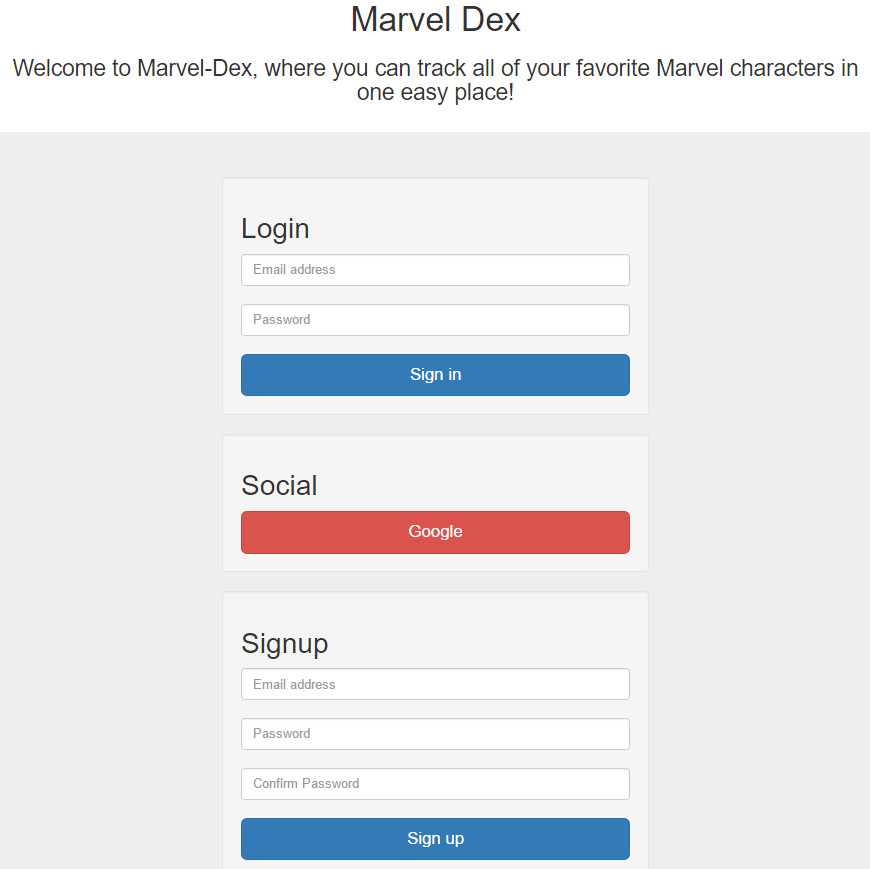 Marvel Dex
Welcome to Marvel-Dex, where you can track all of your favorite Marvel characters in
one easy place!
Login
Email address
Password
Sign in
Social
Google
Signup
Email address
Password
Confirm Password
Sign up